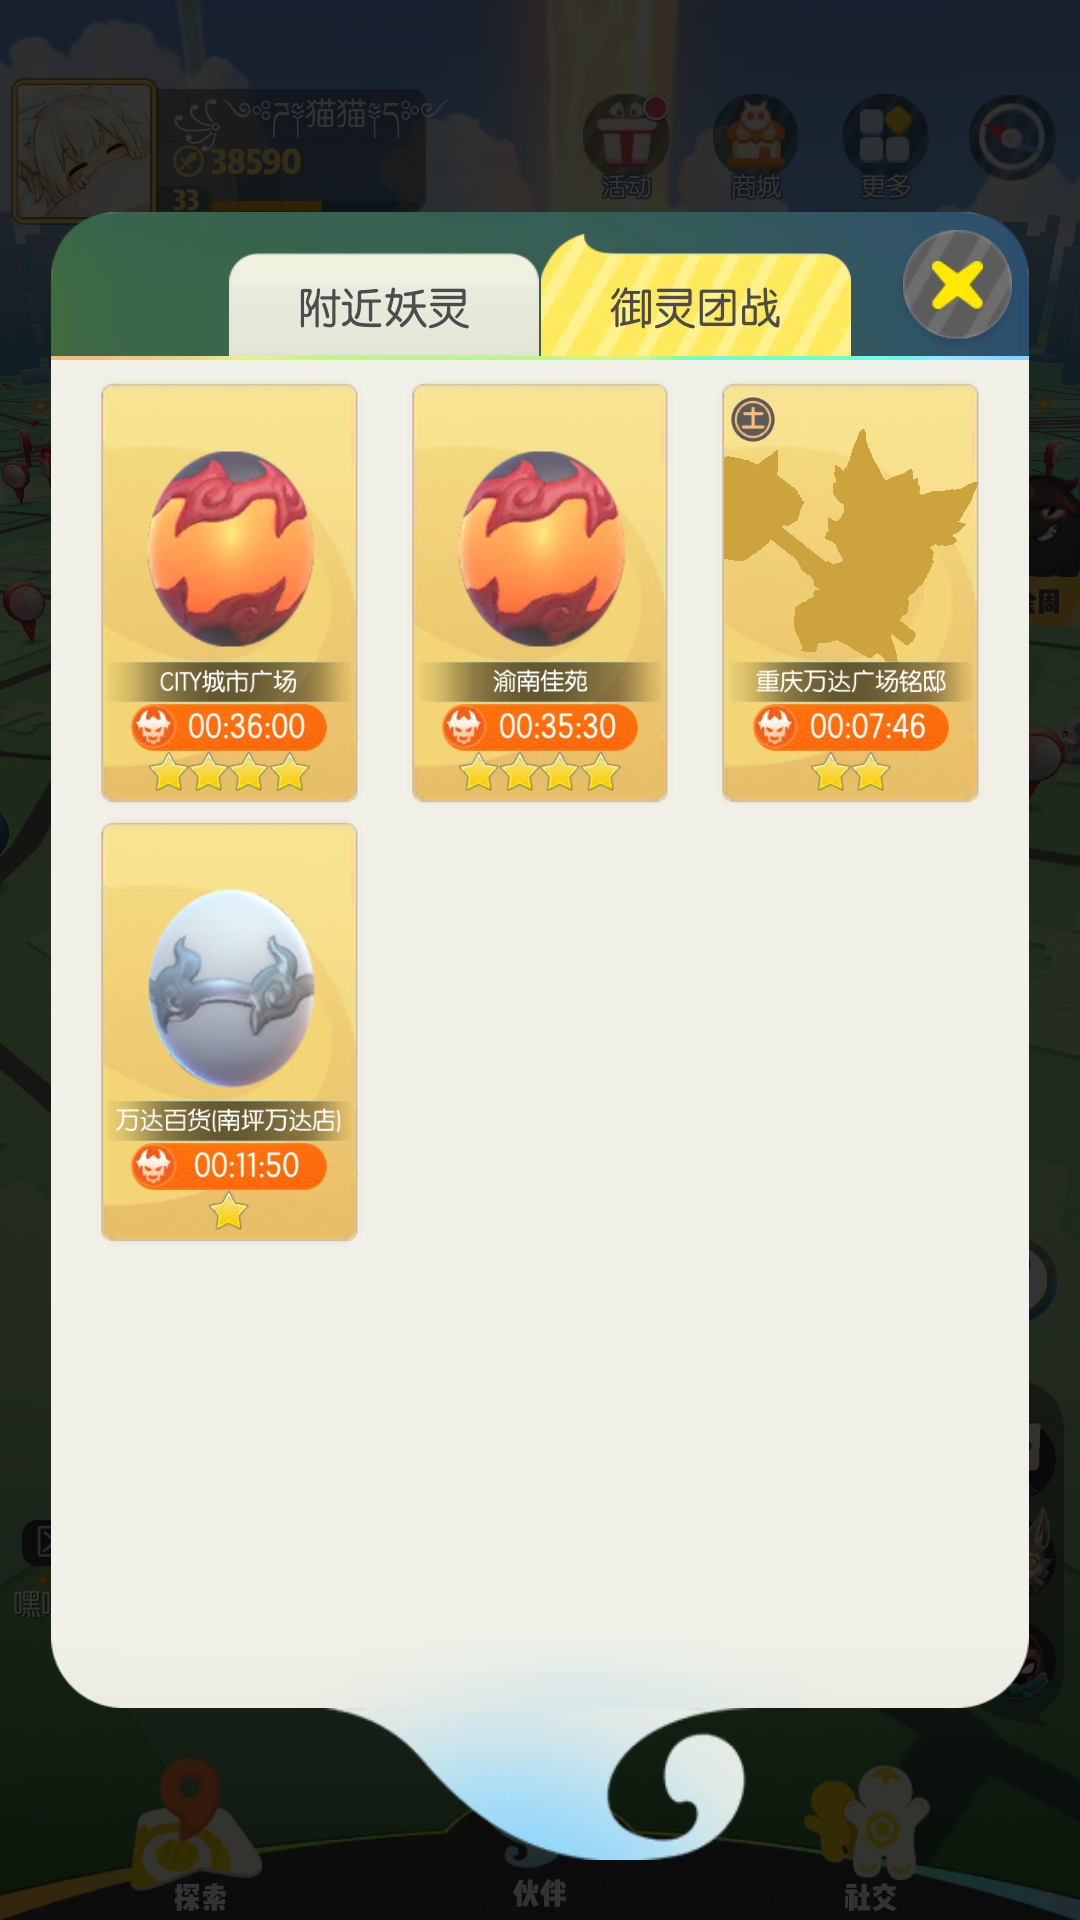 猫猫
38590
33
活动
商城
更多
附近妖灵
御灵团战
土
CITY城市广场
00:36:00
渝南佳苑
00:35:30
重庆万达广场铭邸
00:07:46
万达百货(南坪万达店)
00:11:50
探索
伙伴
社交